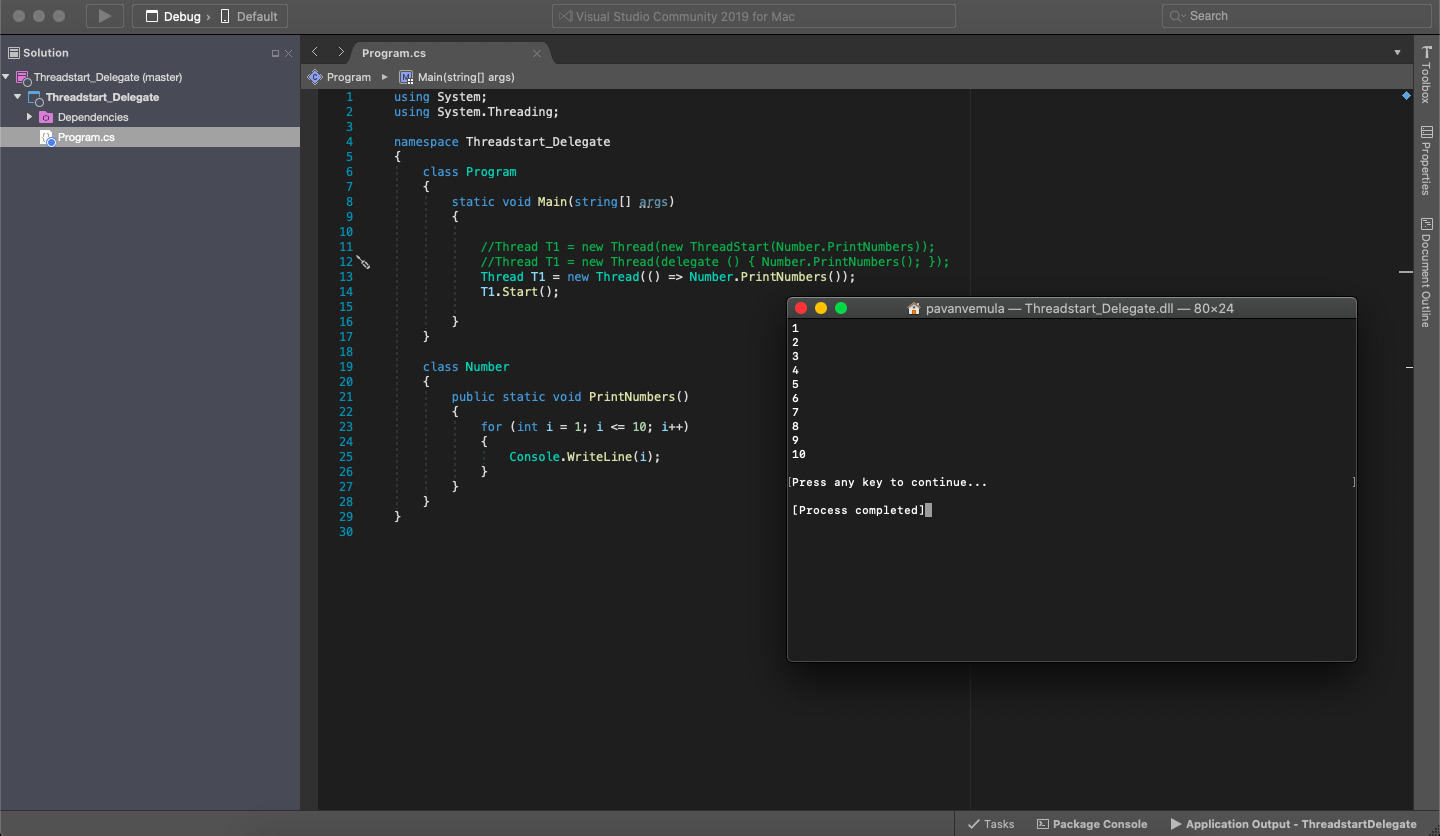 Debug › Default
Visual Studio Community 2019 for Mac
Search
Solution
Threadstart_Delegate (master)
Threadstart_Delegate
Dependencies
Program.cs
Program.cs
Program
Main(string[] args)
1 using System;
2 using System.Threading;
3
4 namespace Threadstart_Delegate
5 {
6 class Program
7 {
8 static void Main(string[] args)
9 {
10
11 //Thread T1 = new Thread(new ThreadStart(Number.PrintNumbers));
12 //Thread T1 = new Thread(delegate () { Number.PrintNumbers(); });
13 Thread T1 = new Thread(() => Number.PrintNumbers());
14 T1.Start();
15
16 }
17 }
18
19 class Number
20 {
21 public static void PrintNumbers()
22 {
23 for (int i = 1; i <= 10; i++)
24 {
25 Console.WriteLine(i);
26 }
27 }
28 }
29 }
30
pavanvemula — Threadstart_Delegate.dll — 80×24
1
2
3
4
5
6
7
8
9
10
[Press any key to continue... ]
[Process completed]
Toolbox
Properties
Document Outline
Tasks
Package Console
Application Output - ThreadstartDelegate